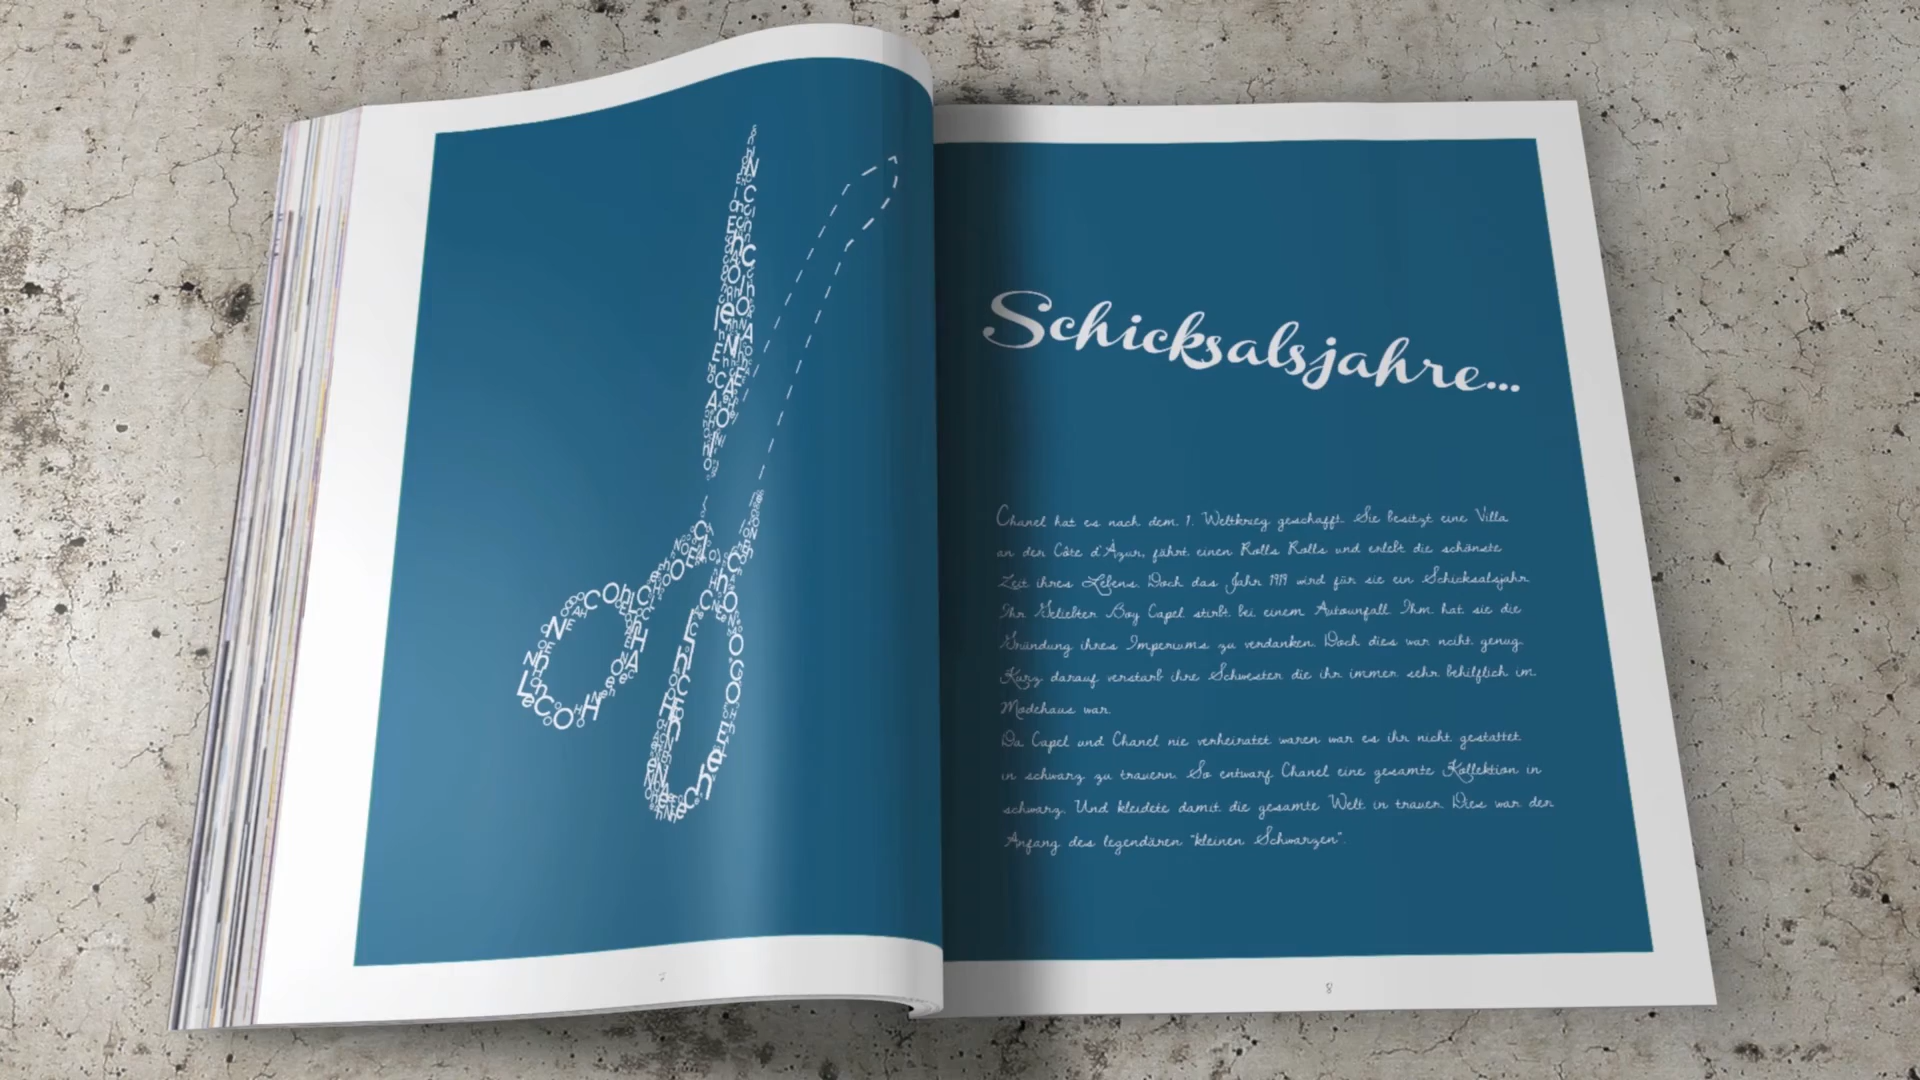 Schicksalsjahre...
Chanel hat es nach dem 1. Weltkrieg geschafft. Sie besitzt eine Villa
an der Côte d'Àzur, fährt einen Rolls Rolls und erlebt die schönste
Zeit ihres Lebens. Doch das Jahr 1919 wird für sie ein Schicksalsjahr.
Ihr Geliebter Boy Capel stirbt bei einem Autounfall. Ihm hat sie die
Gründung ihres Imperiums zu verdanken. Doch dies war nciht genug.
Kurz darauf verstarb ihre Schwester die ihr immer sehr behilflich im
Modehaus war.
Da Capel und Chanel nie verheiratet waren war es ihr nicht gestattet
in schwarz zu trauern. So entwarf Chanel eine gesamte Kollektion in
schwarz. Und kleidete damit die gesamte Welt in trauer. Dies war der
Anfang des legendären "kleinen Schwarzen".
7
8